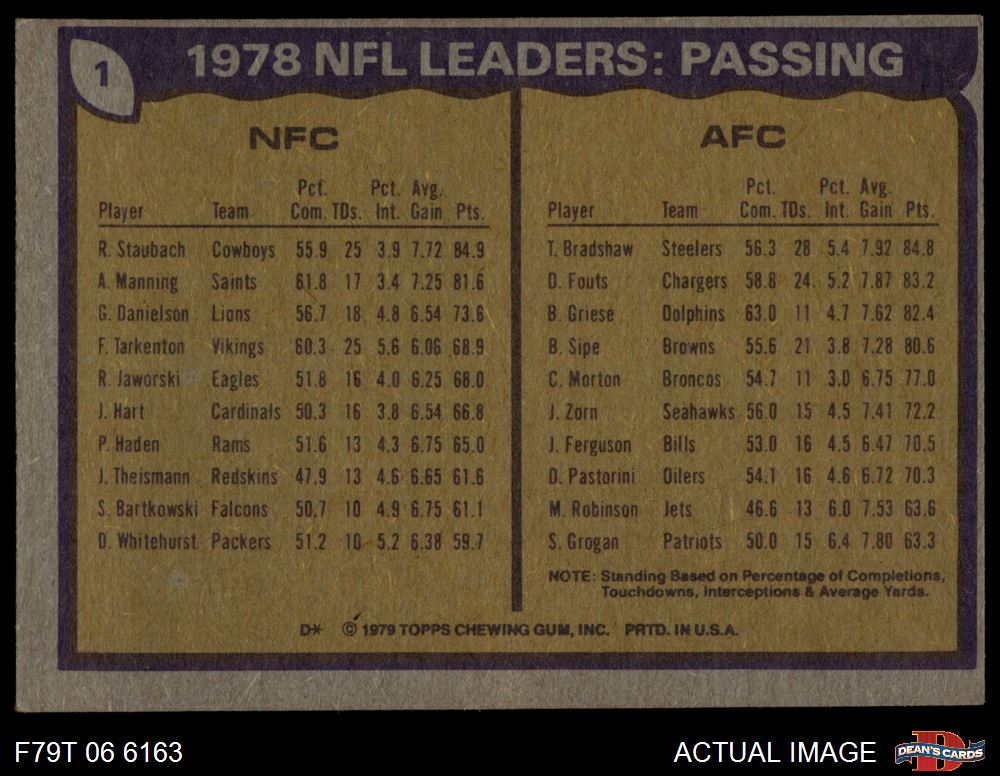 1
1978 NFL LEADERS: PASSING
NFC
Pct. Pct. Avg.
Player Team Com. TDs. Int. Gain Pts.
R. Staubach Cowboys 55.9 25 3.9 7.72 84.9
A. Manning Saints 61.8 17 3.4 7.25 81.6
G. Danielson Lions 56.7 18 4.8 6.54 73.6
F. Tarkenton Vikings 60.3 25 5.6 6.06 68.9
R. Jaworski Eagles 51.8 16 4.0 6.25 68.0
J. Hart Cardinals 50.3 16 3.8 6.54 66.8
P. Haden Rams 51.6 13 4.3 6.75 65.0
J. Theismann Redskins 47.9 13 4.6 6.65 61.6
S. Bartkowski Falcons 50.7 10 4.9 6.75 61.1
D. Whitehurst Packers 51.2 10 5.2 6.38 59.7
AFC
Pct. Pct. Avg.
Player Team Com. TDs. Int. Gain Pts.
T. Bradshaw Steelers 56.3 28 5.4 7.92 84.8
D. Fouts Chargers 58.8 24 5.2 7.87 83.2
B. Griese Dolphins 63.0 11 4.7 7.62 82.4
B. Sipe Browns 55.6 21 3.8 7.28 80.6
C. Morton Broncos 54.7 11 3.0 6.75 77.0
J. Zorn Seahawks 56.0 15 4.5 7.41 72.2
J. Ferguson Bills 53.0 16 4.5 6.47 70.5
D. Pastorini Oilers 54.1 16 4.6 6.72 70.3
M. Robinson Jets 46.6 13 6.0 7.53 63.6
S. Grogan Patriots 50.0 15 6.4 7.80 63.3
NOTE: Standing Based on Percentage of Completions,
Touchdowns, Interceptions & Average Yards.
D* © 1979 TOPPS CHEWING GUM, INC. PRTD. IN U.S.A.
F79T 06 6163
ACTUAL IMAGE
DEAN'S CARDS